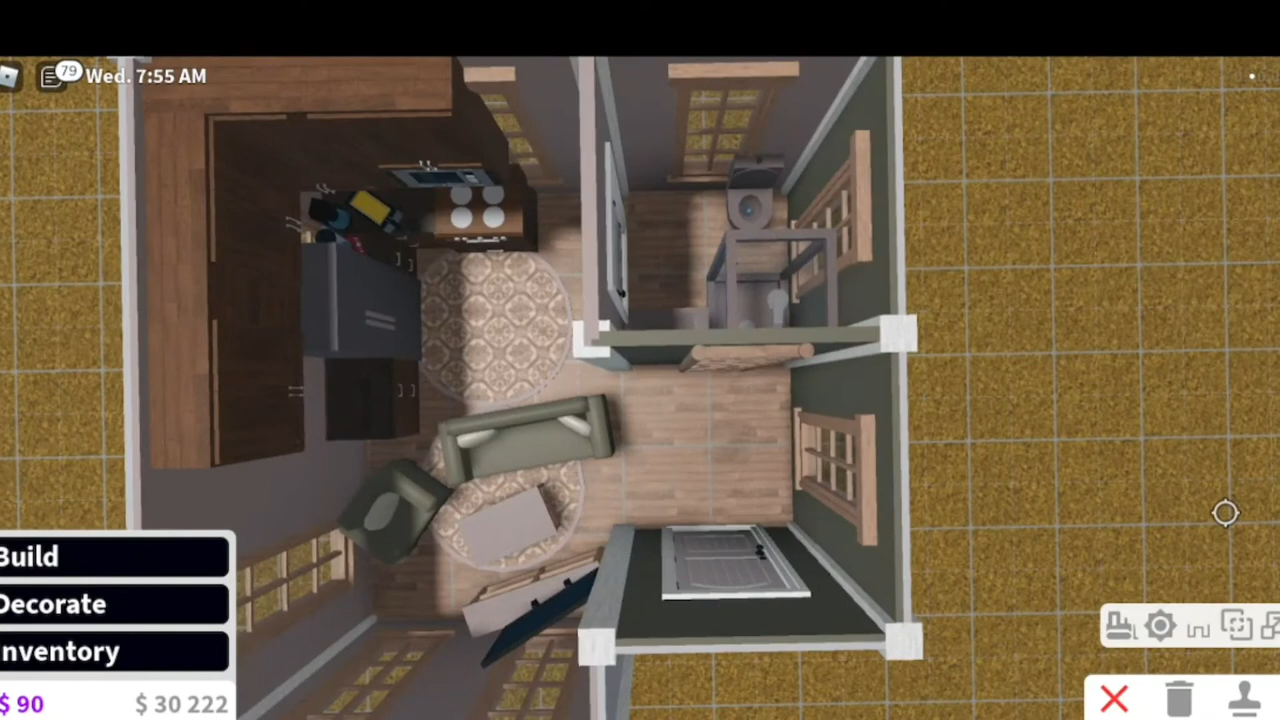 79
Wed. 7:55 AM
Build
Decorate
Inventory
$ 90
$ 30 222